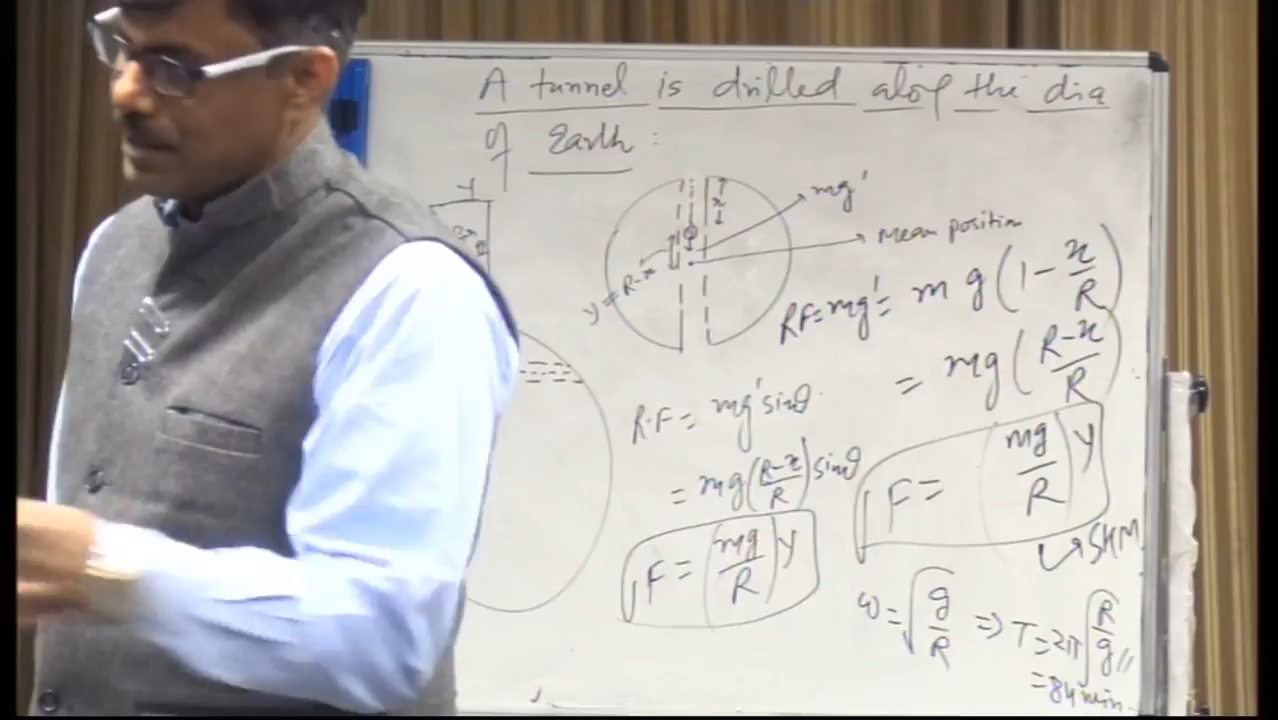 A tunnel is drilled along the dia
of Earth :
x
mg'
Mean position
y = R-x
RF = mg' = mg(1 - x/R)
= mg(R-x/R)
F = (mg/R)y
SHM
ω = √g/R ⇒ T = 2π√R/g //
= 84 min
R.F = mg' sinθ
= mg(R-x/R) sinθ
F = (mg/R)y